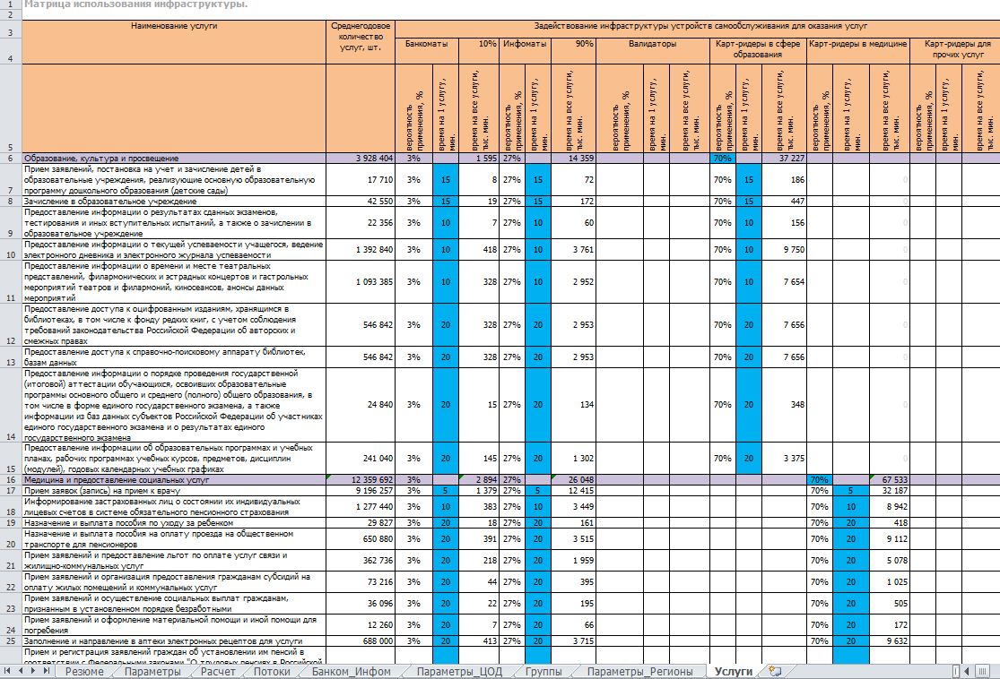 1 Матрица использования инфраструктуры.
2
3 Наименование услуги Среднегодовое количество услуг, шт. Задействование инфраструктуры устройств самообслуживания для оказания услуг
4 Банкоматы 10% Инфоматы 90% Валидаторы Карт-ридеры в сфере образования Карт-ридеры в медицине Карт-ридеры для прочих услуг
5 вероятность применения, % время на 1 услугу, мин. время на все услуги, тыс. мин. вероятность применения, % время на 1 услугу, мин. время на все услуги, тыс. мин. вероятность применения, % время на 1 услугу, мин. время на все услуги, тыс. мин. вероятность применения, % время на 1 услугу, мин. время на все услуги, тыс. мин. вероятность применения, % время на 1 услугу, мин. время на все услуги, тыс. мин. вероятность применения, % время на 1 услугу, мин. время на все услуги, тыс. мин.
6 Образование, культура и просвещение 3 928 404 3% 1 595 27% 14 359 70% 37 227
Прием заявлений, постановка на учет и зачисление детей в
образовательные учреждения, реализующие основную образовательную
программу дошкольного образования (детские сады)
7 17 710 3% 15 8 27% 15 72 70% 15 186 0
8 Зачисление в образовательное учреждение 42 550 3% 15 19 27% 15 172 70% 15 447 0
Предоставление информации о результатах сданных экзаменов,
тестирования и иных вступительных испытаний, а также о зачислении в
образовательное учреждение
9 22 356 3% 10 7 27% 10 60 70% 10 156 0
Предоставление информации о текущей успеваемости учащегося, ведение
электронного дневника и электронного журнала успеваемости
10 1 392 840 3% 10 418 27% 10 3 761 70% 10 9 750 0
Предоставление информации о времени и месте театральных
представлений, филармонических и эстрадных концертов и гастрольных
мероприятий театров и филармоний, киносеансов, анонсы данных
мероприятий
11 1 093 385 3% 10 328 27% 10 2 952 70% 10 7 654 0
Предоставление доступа к оцифрованным изданиям, хранящимся в
библиотеках, в том числе к фонду редких книг, с учетом соблюдения
требований законодательства Российской Федерации об авторских и
смежных правах
12 546 842 3% 20 328 27% 20 2 953 70% 20 7 656 0
Предоставление доступа к справочно-поисковому аппарату библиотек,
базам данных
13 546 842 3% 20 328 27% 20 2 953 70% 20 7 656 0
Предоставление информации о порядке проведения государственной
(итоговой) аттестации обучающихся, освоивших образовательные
программы основного общего и среднего (полного) общего образования, в
том числе в форме единого государственного экзамена, а также
информации из баз данных субъектов Российской Федерации об участниках
единого государственного экзамена и о результатах единого
государственного экзамена
14 24 840 3% 20 15 27% 20 134 70% 20 348 0
Предоставление информации об образовательных программах и учебных
планах, рабочих программах учебных курсов, предметов, дисциплин
(модулей), годовых календарных учебных графиках
15 241 040 3% 20 145 27% 20 1 302 70% 20 3 375 0
16 Медицина и предоставление социальных услуг 12 359 692 3% 2 894 27% 26 048 70% 67 533
17 Прием заявок (запись) на прием к врачу 9 196 257 3% 5 1 379 27% 5 12 415 70% 5 32 187
Информирование застрахованных лиц о состоянии их индивидуальных
лицевых счетов в системе обязательного пенсионного страхования
18 1 277 440 3% 10 383 27% 10 3 449 70% 10 8 942
19 Назначение и выплата пособия по уходу за ребенком 29 827 3% 20 18 27% 20 161 70% 20 418
Назначение и выплата пособия на оплату проезда на общественном
транспорте для пенсионеров
20 650 880 3% 20 391 27% 20 3 515 70% 20 9 112
Прием заявлений и предоставление льгот по оплате услуг связи и
жилищно-коммунальных услуг
21 362 736 3% 20 218 27% 20 1 959 70% 20 5 078
Прием заявлений и организация предоставления гражданам субсидий на
оплату жилых помещений и коммунальных услуг
22 73 216 3% 20 44 27% 20 395 70% 20 1 025
Прием заявлений и осуществление социальных выплат гражданам,
признанным в установленном порядке безработными
23 36 096 3% 20 22 27% 20 195 70% 20 505
Прием заявлений и оформление материальной помощи и иной помощи для
погребения
24 12 260 3% 20 7 27% 20 66 70% 20 172
25 Заполнение и направление в аптеки электронных рецептов для услуги 688 000 3% 20 413 27% 20 3 715 70% 20 9 632
Прием и регистрация заявлений граждан об установлении им пенсий в
соответствии с Федеральными законами "О трудовых пенсиях в Российской
Резюме Параметры Расчет Потоки Банком_Инфом Параметры_ЦОД Группы Параметры_Регионы Услуги